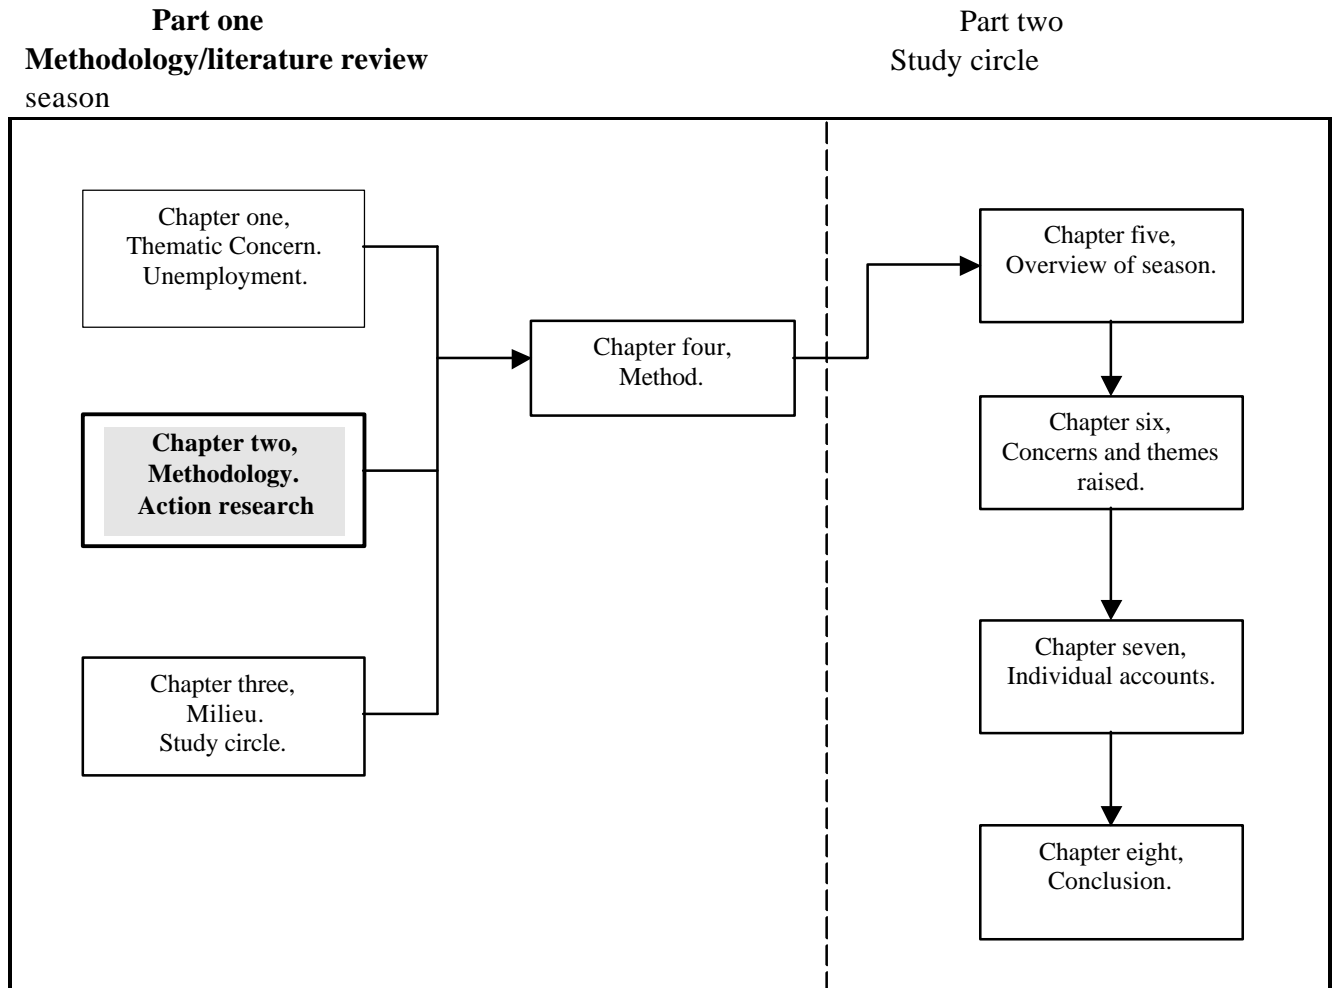 Part one
Part two
Methodology/literature review
Study circle
season
Chapter one,
Thematic Concern.
Unemployment.
Chapter two,
Methodology.
Action research
Chapter three,
Milieu.
Study circle.
Chapter four,
Method.
Chapter five,
Overview of season.
Chapter six,
Concerns and themes
raised.
Chapter seven,
Individual accounts.
Chapter eight,
Conclusion.